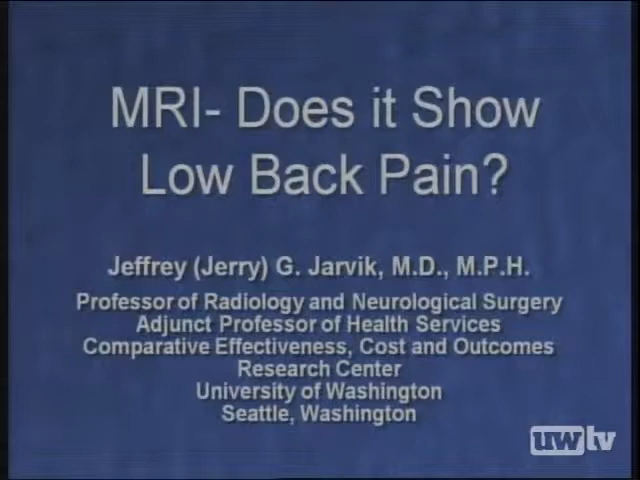 MRI- Does it Show
Low Back Pain?
Jeffrey (Jerry) G. Jarvik, M.D., M.P.H.
Professor of Radiology and Neurological Surgery
Adjunct Professor of Health Services
Comparative Effectiveness, Cost and Outcomes
Research Center
University of Washington
Seattle, Washington
uwtv